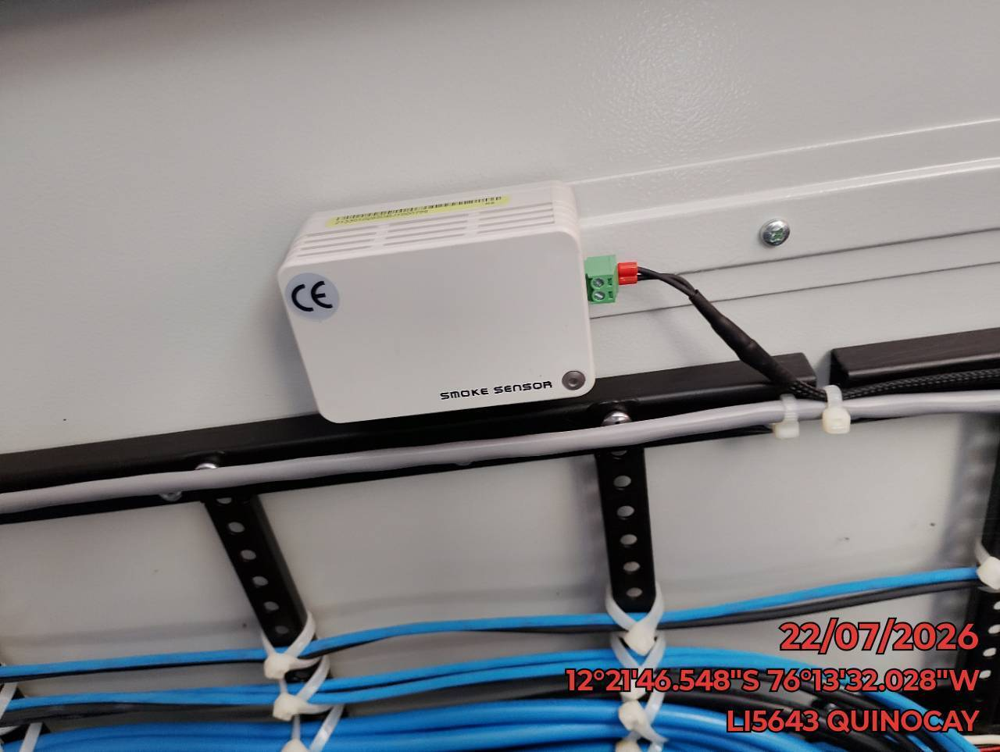 CE
SMOKE SENSOR
22/07/2026
12°21'46.548"S 76°13'32.028"W
LI5643 QUINOCAY